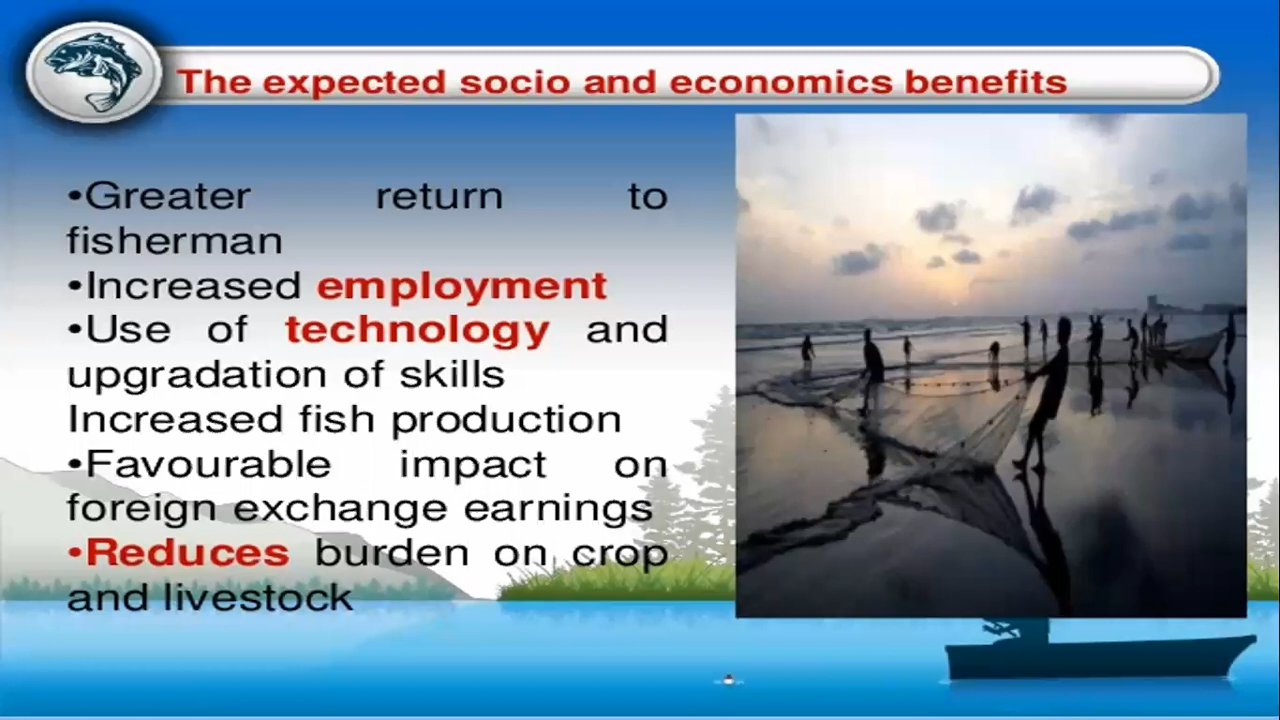 The expected socio and economics benefits
•Greater return to
fisherman
•Increased employment
•Use of technology and
upgradation of skills
Increased fish production
•Favourable impact on
foreign exchange earnings
•Reduces burden on crop
and livestock